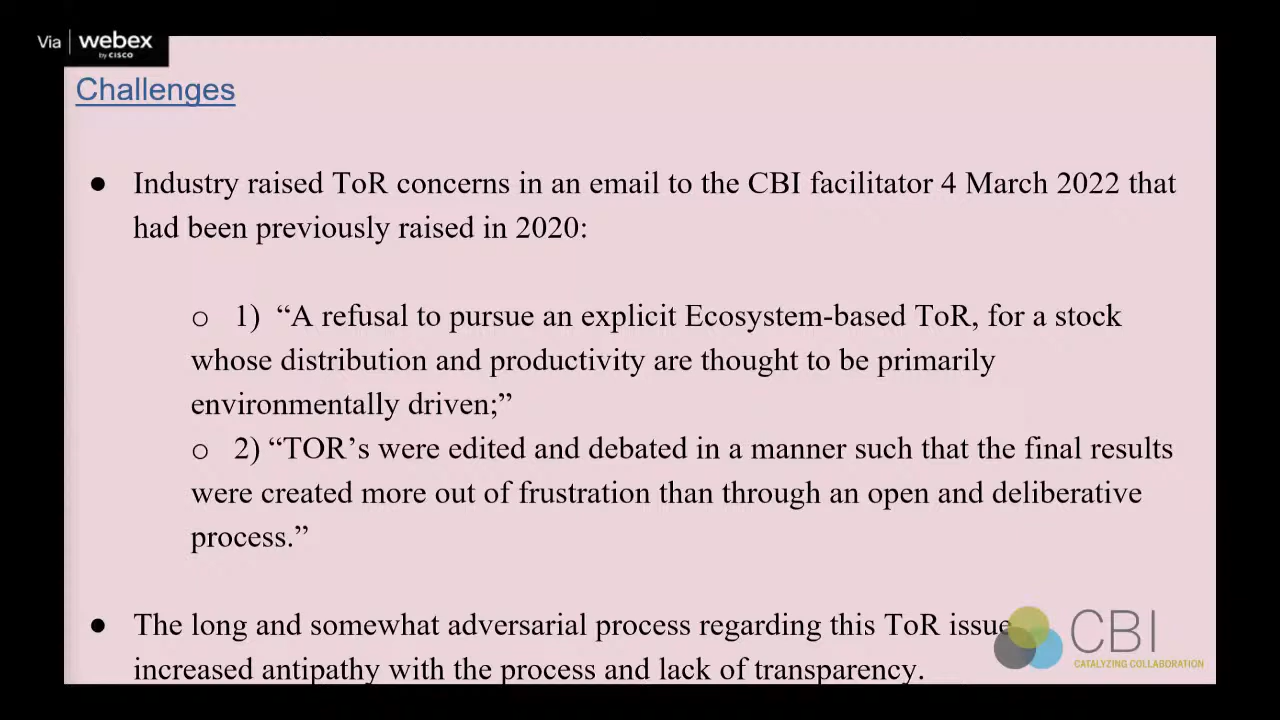 Via webex
by CISCO
Challenges
● Industry raised ToR concerns in an email to the CBI facilitator 4 March 2022 that
had been previously raised in 2020:
o 1) “A refusal to pursue an explicit Ecosystem-based ToR, for a stock
whose distribution and productivity are thought to be primarily
environmentally driven;”
o 2) “TOR’s were edited and debated in a manner such that the final results
were created more out of frustration than through an open and deliberative
process.”
● The long and somewhat adversarial process regarding this ToR issue
increased antipathy with the process and lack of transparency.
CBI
CATALYZING COLLABORATION